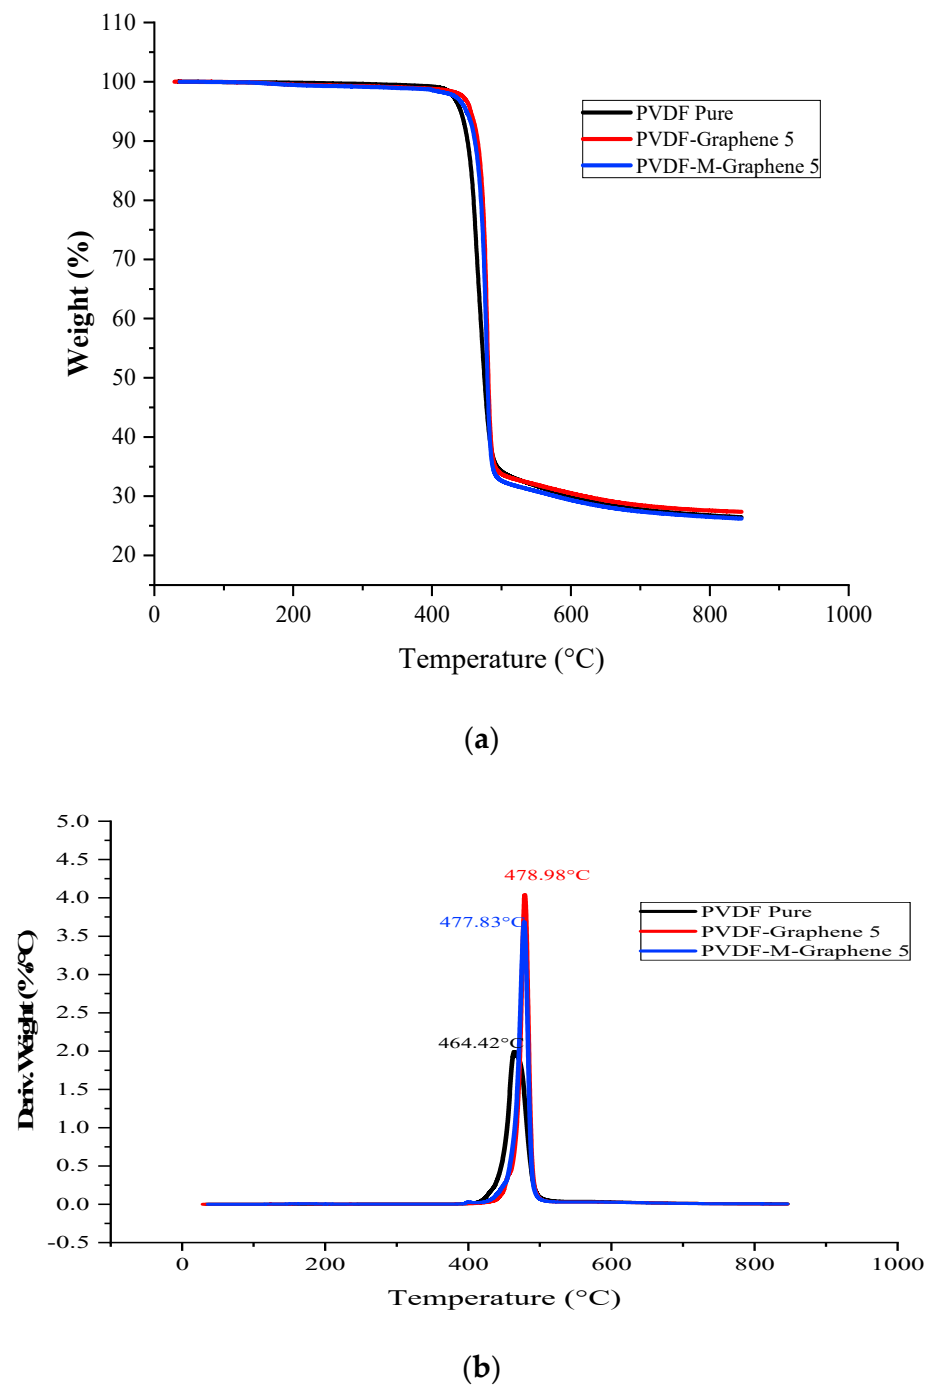 110
100
90
80
70
60
50
40
30
20
Weight (%)
PVDF Pure
PVDF-Graphene 5
PVDF-M-Graphene 5
0 200 400 600 800 1000
Temperature (°C)
(a)
5.0
4.5
4.0
3.5
3.0
2.5
2.0
1.5
1.0
0.5
0.0
-0.5
Deriv.Weight (%/°C)
478.98°C
477.83°C
464.42°C
PVDF Pure
PVDF-Graphene 5
PVDF-M-Graphene 5
0 200 400 600 800 1000
Temperature (°C)
(b)